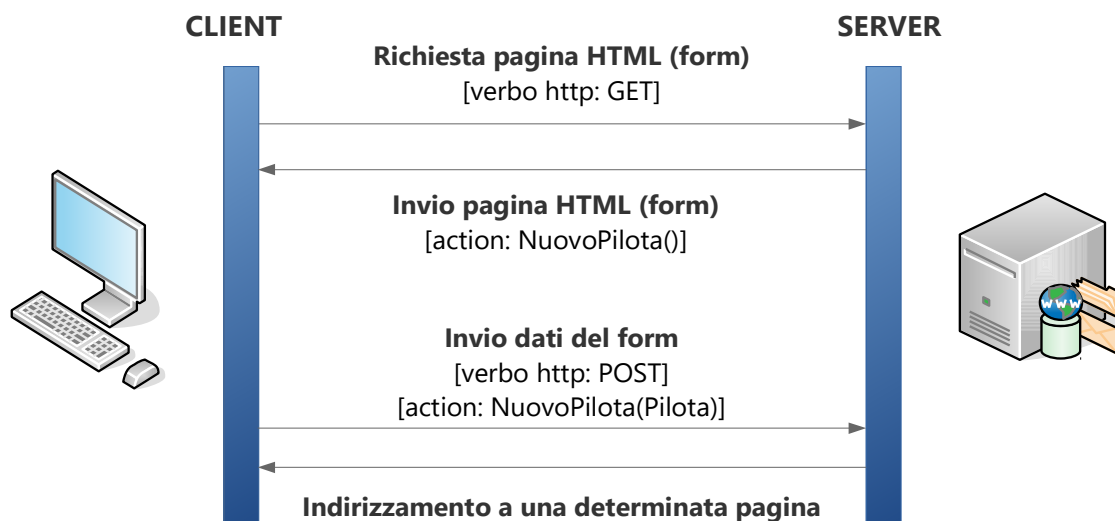 CLIENT
SERVER
Richiesta pagina HTML (form)
[verbo http: GET]
Invio pagina HTML (form)
[action: NuovoPilota()]
WWW
Invio dati del form
[verbo http: POST]
[action: NuovoPilota(Pilota)]
Indirizzamento a una determinata pagina